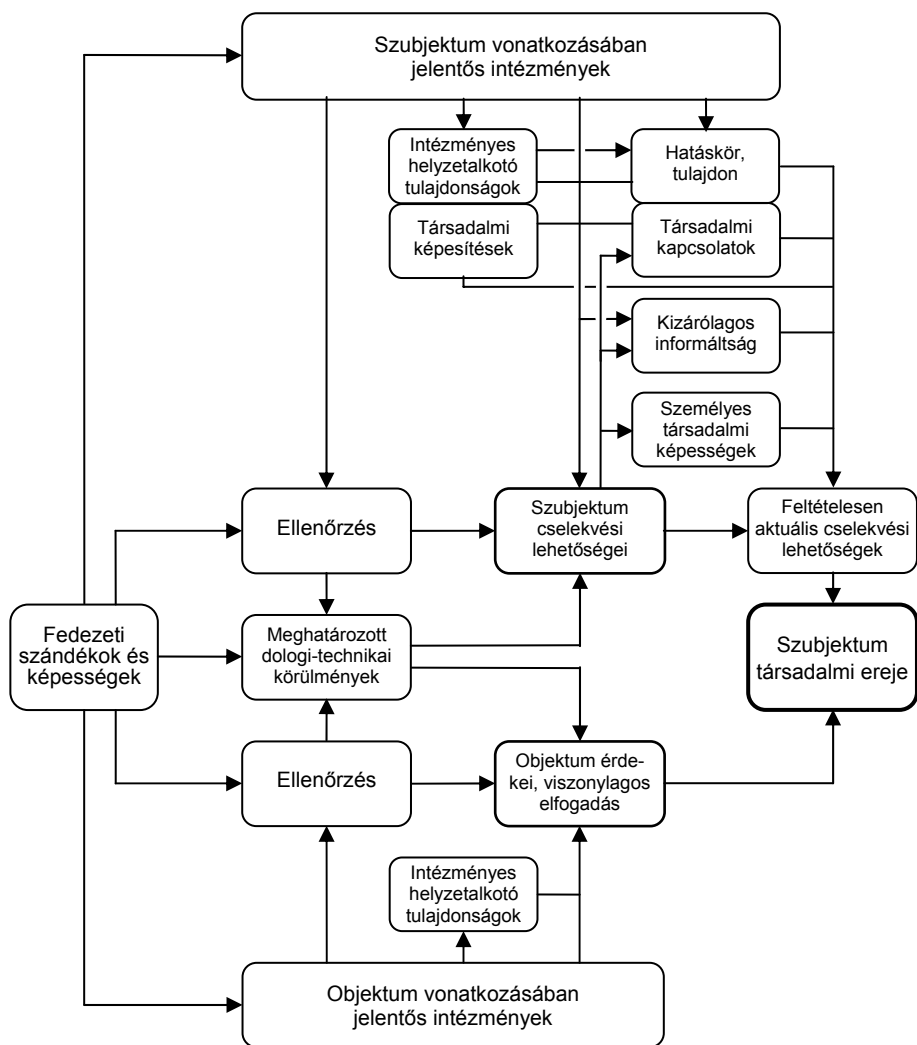 Szubjektum vonatkozásában
jelentős intézmények
Intézményes
helyzetalkotó
tulajdonságok
Hatáskör,
tulajdon
Társadalmi
képesítések
Társadalmi
kapcsolatok
Kizárólagos
informáltság
Személyes
társadalmi
képességek
Ellenőrzés
Szubjektum
cselekvési
lehetőségei
Feltételesen
aktuális cselekvési
lehetőségek
Fedezeti
szándékok és
képességek
Meghatározott
dologi-technikai
körülmények
Szubjektum
társadalmi ereje
Ellenőrzés
Objektum érde-
kei, viszonylagos
elfogadás
Intézményes
helyzetalkotó
tulajdonságok
Objektum vonatkozásában
jelentős intézmények